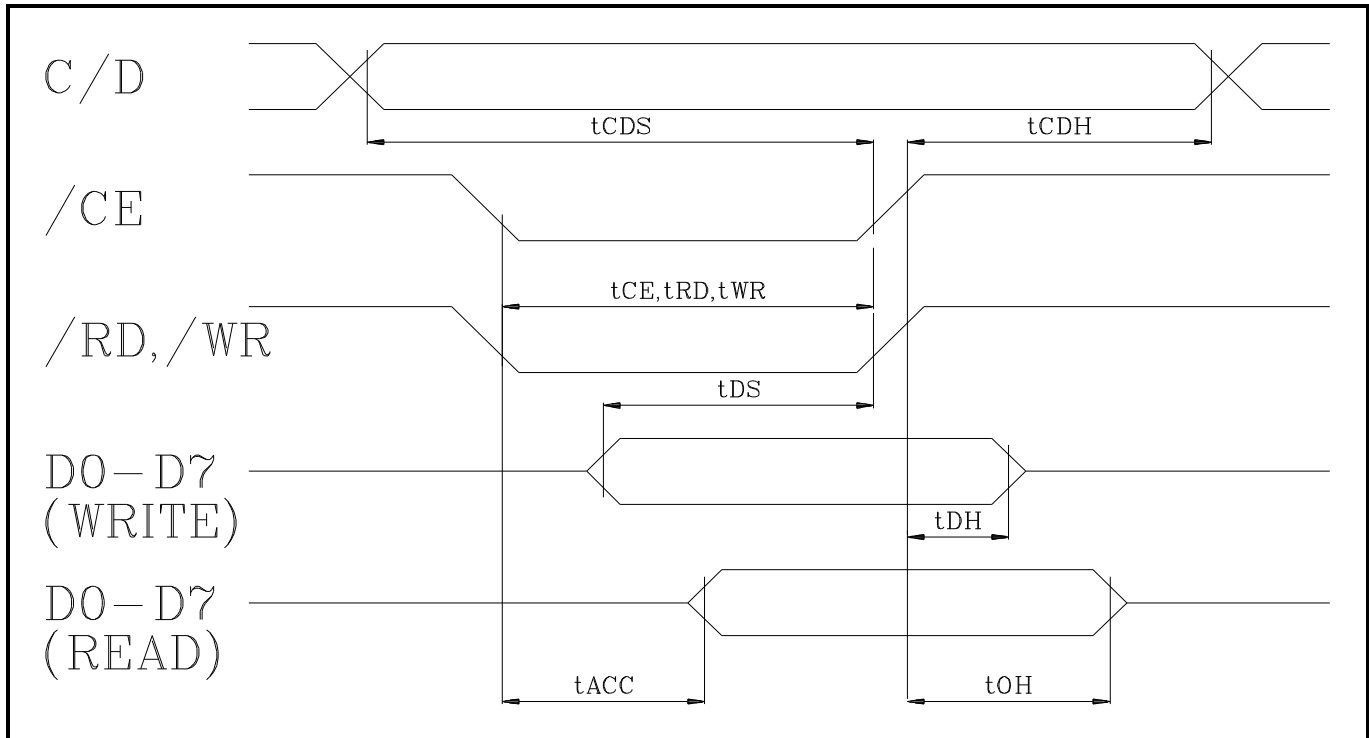 C/D
tCDS
tCDH
/CE
tCE,tRD,tWR
/RD,/WR
tDS
D0-D7
(WRITE)
tDH
D0-D7
(READ)
tACC
tOH